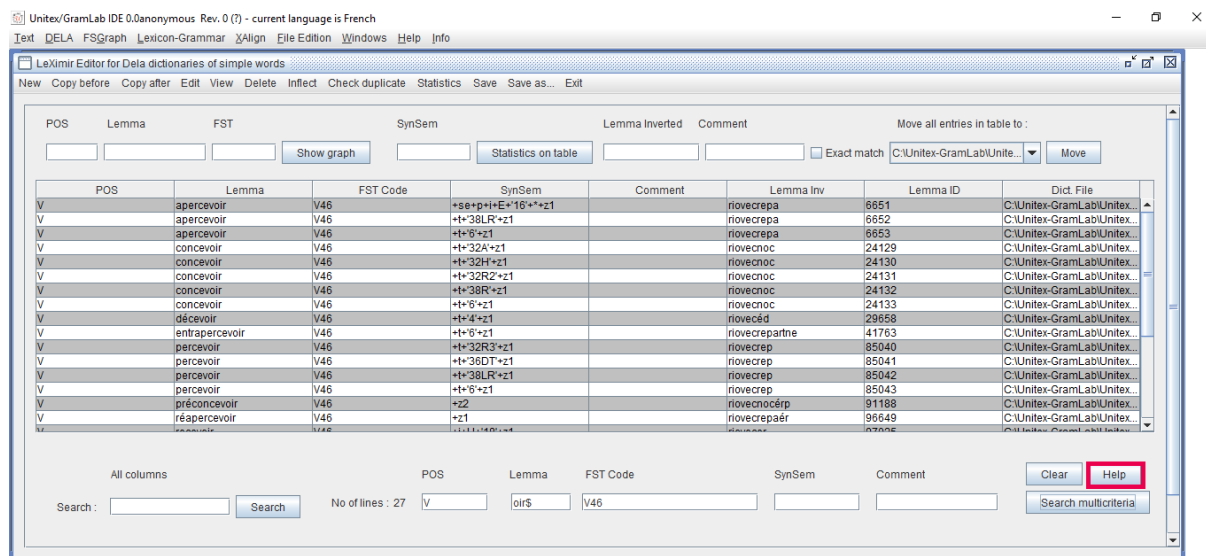 Unitex/GramLab IDE 0.0anonymous Rev. 0 (?) - current language is French
Text DELA FSGraph Lexicon-Grammar XAlign File Edition Windows Help Info
LeXimir Editor for Dela dictionaries of simple words
New Copy before Copy after Edit View Delete Inflect Check duplicate Statistics Save Save as... Exit
POS Lemma FST SynSem Lemma Inverted Comment Move all entries in table to :
Show graph Statistics on table Exact match C:\Unitex-GramLab\Unite... Move
POS Lemma FST Code SynSem Comment Lemma Inv Lemma ID Dict. File
V apercevoir V46 +se+p+i+E+'16'+*+z1 riovecrepa 6651 C:\Unitex-GramLab\Unitex...
V apercevoir V46 +t+'38LR'+z1 riovecrepa 6652 C:\Unitex-GramLab\Unitex...
V apercevoir V46 +t+'6'+z1 riovecrepa 6653 C:\Unitex-GramLab\Unitex...
V concevoir V46 +t+'32A'+z1 riovecnoc 24129 C:\Unitex-GramLab\Unitex...
V concevoir V46 +t+'32H'+z1 riovecnoc 24130 C:\Unitex-GramLab\Unitex...
V concevoir V46 +t+'32R2'+z1 riovecnoc 24131 C:\Unitex-GramLab\Unitex...
V concevoir V46 +t+'38R'+z1 riovecnoc 24132 C:\Unitex-GramLab\Unitex...
V concevoir V46 +t+'6'+z1 riovecnoc 24133 C:\Unitex-GramLab\Unitex...
V décevoir V46 +t+'4'+z1 riovecéd 29658 C:\Unitex-GramLab\Unitex...
V entrapercevoir V46 +t+'6'+z1 riovecrepartne 41763 C:\Unitex-GramLab\Unitex...
V percevoir V46 +t+'32R3'+z1 riovecrep 85040 C:\Unitex-GramLab\Unitex...
V percevoir V46 +t+'36DT'+z1 riovecrep 85041 C:\Unitex-GramLab\Unitex...
V percevoir V46 +t+'38LR'+z1 riovecrep 85042 C:\Unitex-GramLab\Unitex...
V percevoir V46 +t+'6'+z1 riovecrep 85043 C:\Unitex-GramLab\Unitex...
V préconcevoir V46 +z2 riovecnocérp 91188 C:\Unitex-GramLab\Unitex...
V réapercevoir V46 +z1 riovecrepaér 96649 C:\Unitex-GramLab\Unitex...
All columns POS Lemma FST Code SynSem Comment Clear Help
Search : Search No of lines : 27 V oir$ V46 Search multicriteria